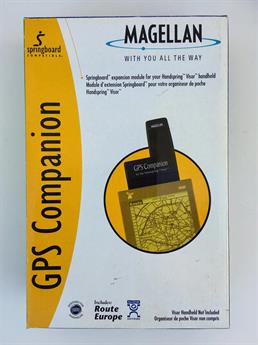 springboard
COMPATIBLE
MAGELLAN
WITH YOU ALL THE WAY
• Springboard™ expansion module for your Handspring™ Visor™ handheld
Module d'extension Springboard™ pour votre organiseur de poche
Handspring™ Visor™
GPS Companion
MAGELLAN
GPS Companion
Includes:
Route
Europe
Visor Handheld Not Included
Organiseur de poche Visor non compris